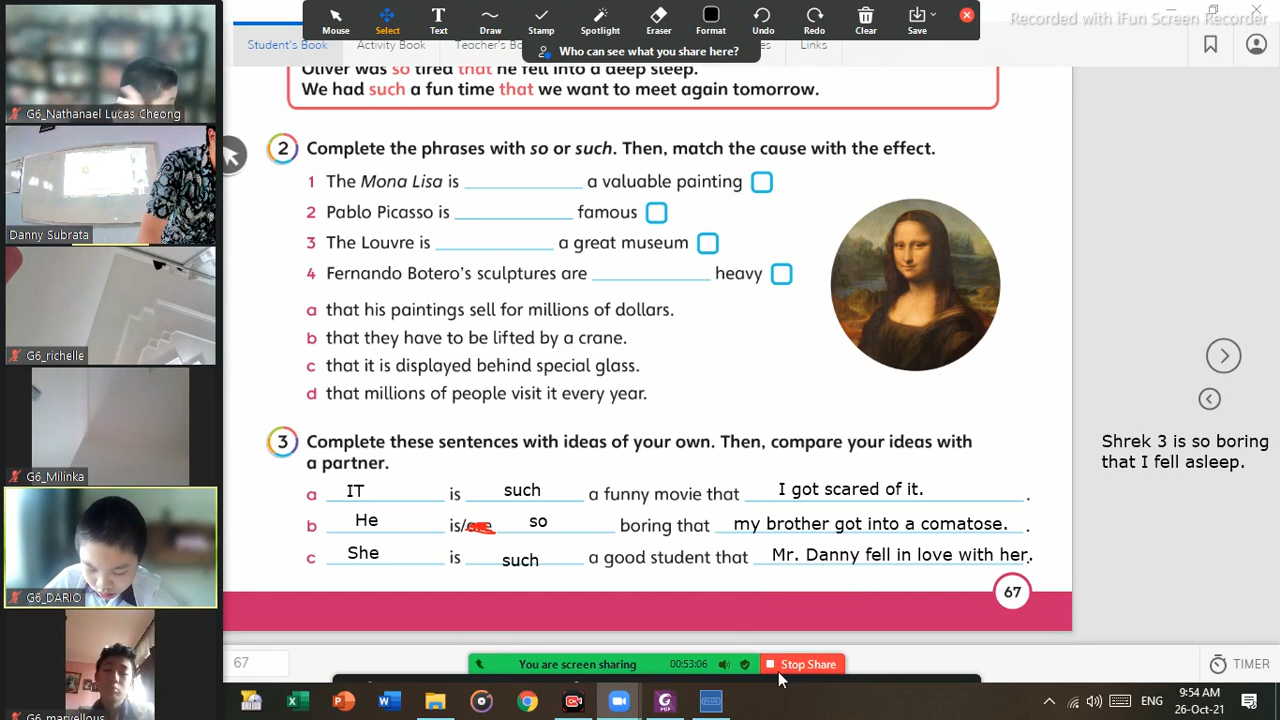 Mouse Select Text Draw Stamp Spotlight Eraser Format Undo Redo Clear Save
Recorded with iFun Screen Recorder
Who can see what you share here?
Student's Book Activity Book Teacher's Links
Oliver was so tired that he fell into a deep sleep.
We had such a fun time that we want to meet again tomorrow.
G6_Nathanael Lucas Cheong
2 Complete the phrases with so or such. Then, match the cause with the effect.
1 The Mona Lisa is a valuable painting
2 Pablo Picasso is famous
Danny Subrata
3 The Louvre is a great museum
4 Fernando Botero's sculptures are heavy
a that his paintings sell for millions of dollars.
b that they have to be lifted by a crane.
G6_richelle
c that it is displayed behind special glass.
d that millions of people visit it every year.
3 Complete these sentences with ideas of your own. Then, compare your ideas with
a partner.
Shrek 3 is so boring
that I fell asleep.
G6_Milinka
a IT is such a funny movie that I got scared of it. .
b He is/are so boring that my brother got into a comatose. .
c She is such a good student that Mr. Danny fell in love with her. .
G6_DARIO
67
67
You are screen sharing 00:53:06 Stop Share
TIMER
ENG
9:54 AM
26-Oct-21
G6_marvellous